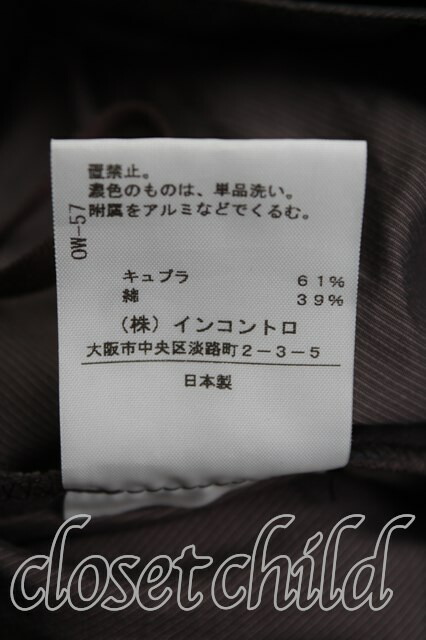 置禁止。
濃色のものは、単品洗い。
附属をアルミなどでくるむ。
OW-57
キュプラ 61%
綿 39%
（株）インコントロ
大阪市中央区淡路町2-3-5
日本製
closet child